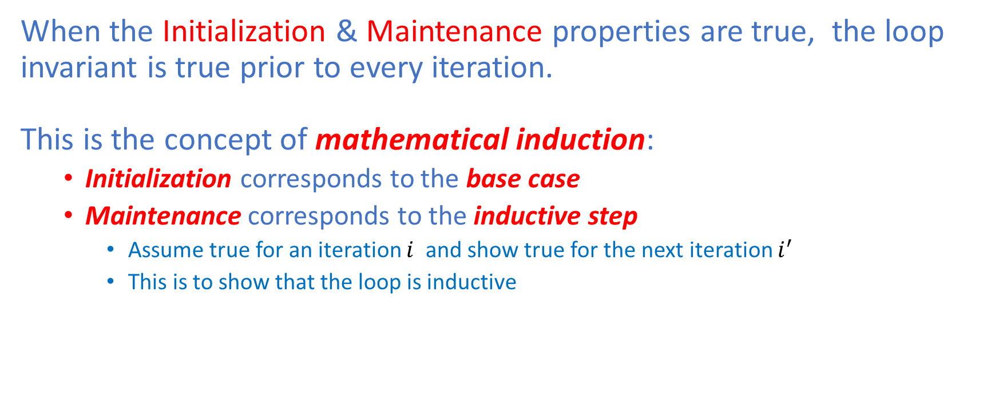 When the Initialization & Maintenance properties are true,  the loop
invariant is true prior to every iteration.
This is the concept of mathematical induction:
• Initialization corresponds to the base case
• Maintenance corresponds to the inductive step
• Assume true for an iteration i  and show true for the next iteration i′
• This is to show that the loop is inductive